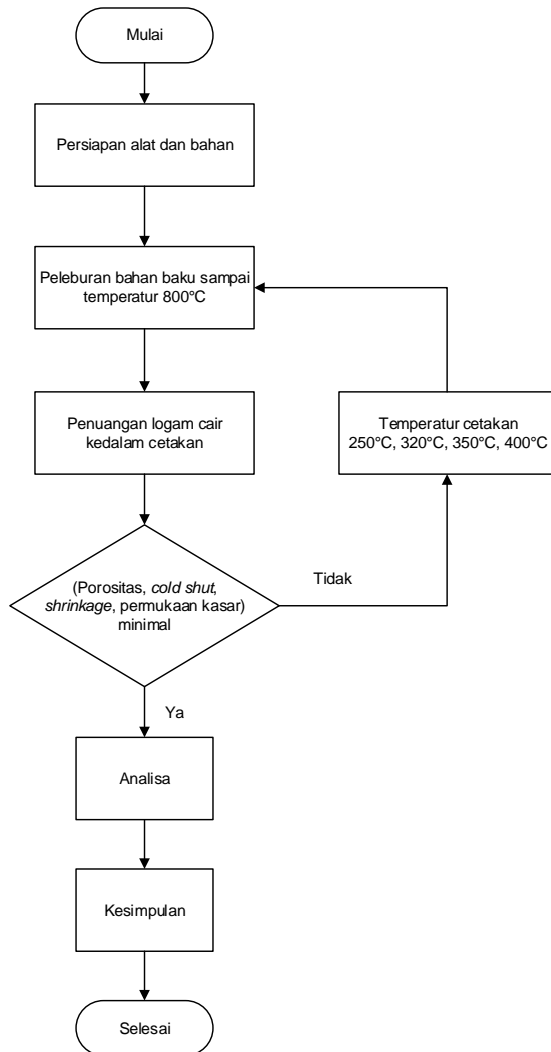 Mulai
Persiapan alat dan bahan
Peleburan bahan baku sampai
temperatur 800°C
Penuangan logam cair
kedalam cetakan
Temperatur cetakan
250°C, 320°C, 350°C, 400°C
(Porositas, cold shut,
shrinkage, permukaan kasar)
minimal
Tidak
Ya
Analisa
Kesimpulan
Selesai